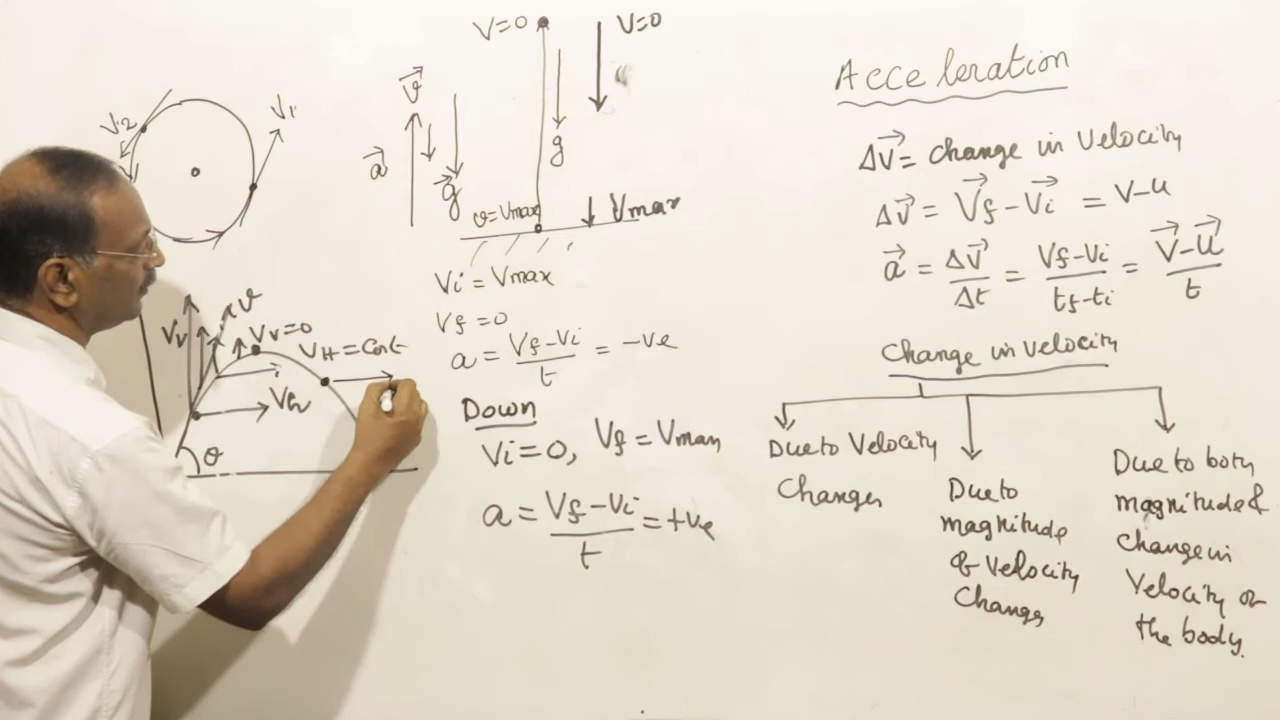 V2
V1
Vv
v
Vv=0
VH = Const
Vh
θ
V=0
V=0
v
a
g
g
v=Vmax
Vmax
Vi = Vmax
Vf = 0
a = Vf-Vi / t = -ve
Down
Vi=0, Vf = Vman
a = Vf-Vi / t = +ve
Acceleration
ΔV = change in Velocity
ΔV = Vf - Vi = V-u
a = ΔV / Δt = Vf-Vi / tf-ti = V-U / t
Change in velocity
Due to Velocity
Changes
Due to
magnitude
of Velocity
Changes
Due to both
magnitude &
change in
Velocity of
the body.